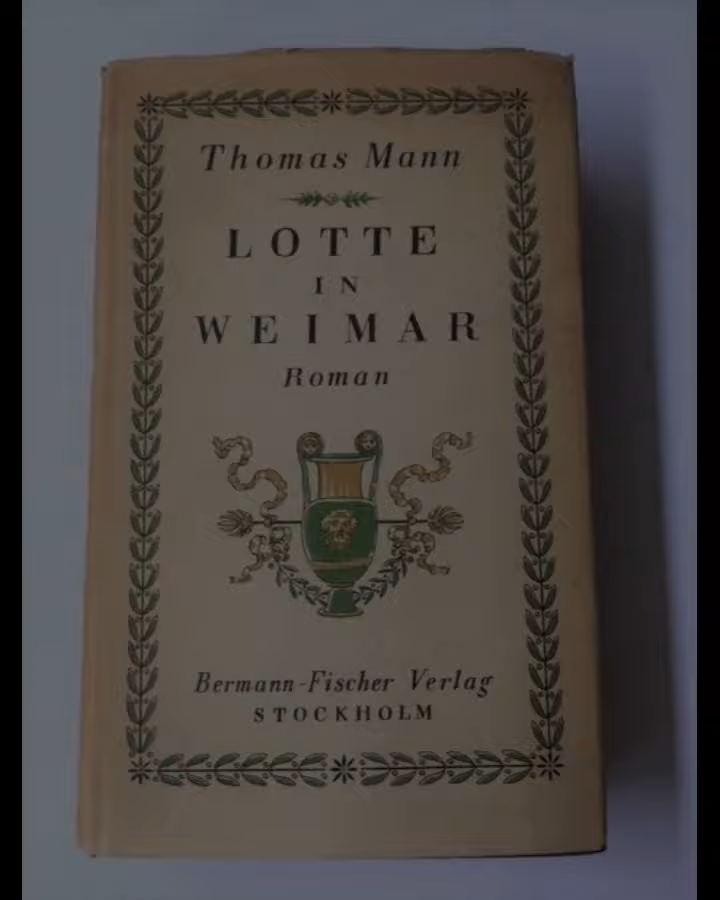 Thomas Mann
LOTTE
IN
WEIMAR
Roman
Bermann-Fischer Verlag
STOCKHOLM